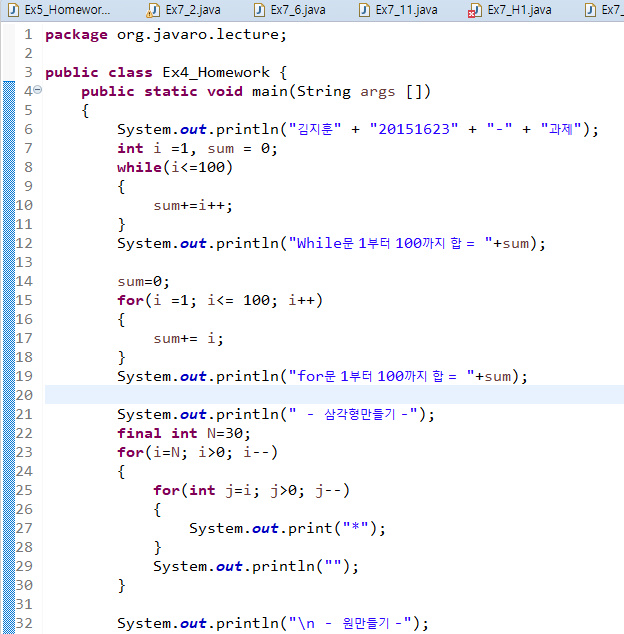 Ex5_Homewor... Ex7_2.java Ex7_6.java Ex7_11.java Ex7_H1.java Ex7_
1 package org.javaro.lecture;
2
3 public class Ex4_Homework {
4 public static void main(String args [])
5 {
6 System.out.println("김지훈" + "20151623" + "-" + "과제");
7 int i =1, sum = 0;
8 while(i<=100)
9 {
10 sum+=i++;
11 }
12 System.out.println("While문 1부터 100까지 합 = "+sum);
13
14 sum=0;
15 for(i =1; i<= 100; i++)
16 {
17 sum+= i;
18 }
19 System.out.println("for문 1부터 100까지 합 = "+sum);
20
21 System.out.println(" - 삼각형만들기 -");
22 final int N=30;
23 for(i=N; i>0; i--)
24 {
25 for(int j=i; j>0; j--)
26 {
27 System.out.print("*");
28 }
29 System.out.println("");
30 }
31
32 System.out.println("\n - 원만들기 -");